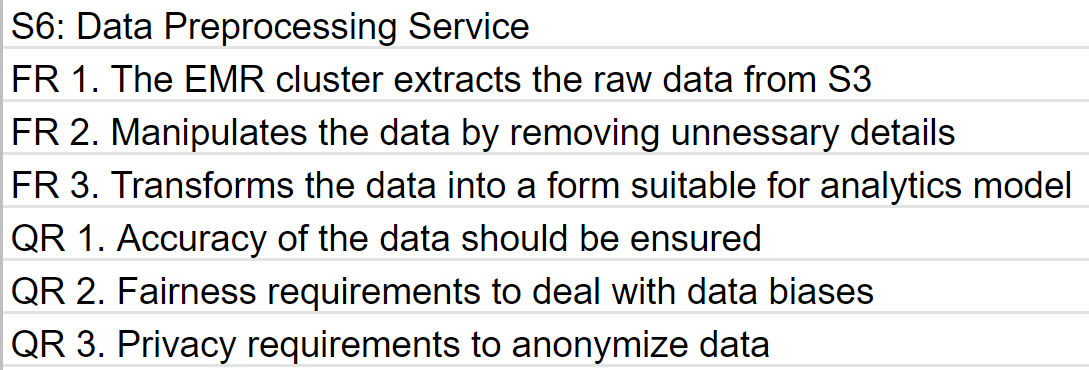 S6: Data Preprocessing Service
FR 1. The EMR cluster extracts the raw data from S3
FR 2. Manipulates the data by removing unnessary details
FR 3. Transforms the data into a form suitable for analytics model
QR 1. Accuracy of the data should be ensured
QR 2. Fairness requirements to deal with data biases
QR 3. Privacy requirements to anonymize data